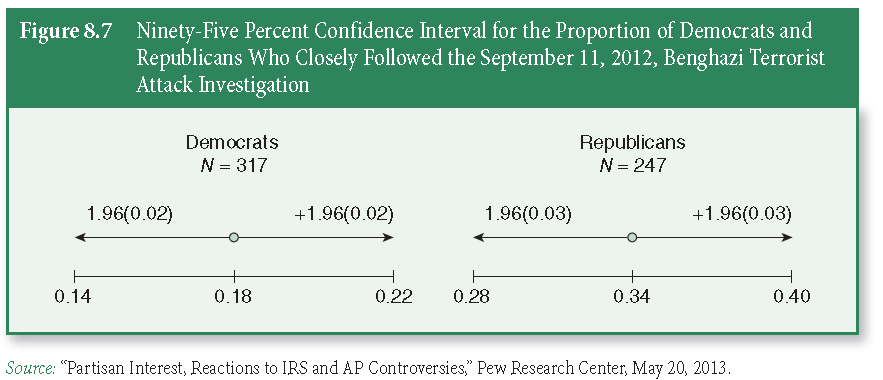 Figure 8.7 Ninety-Five Percent Confidence Interval for the Proportion of Democrats and
Republicans Who Closely Followed the September 11, 2012, Benghazi Terrorist
Attack Investigation
Democrats
N = 317
1.96(0.02) +1.96(0.02)
0.14 0.18 0.22
Republicans
N = 247
1.96(0.03) +1.96(0.03)
0.28 0.34 0.40
Source: “Partisan Interest, Reactions to IRS and AP Controversies,” Pew Research Center, May 20, 2013.